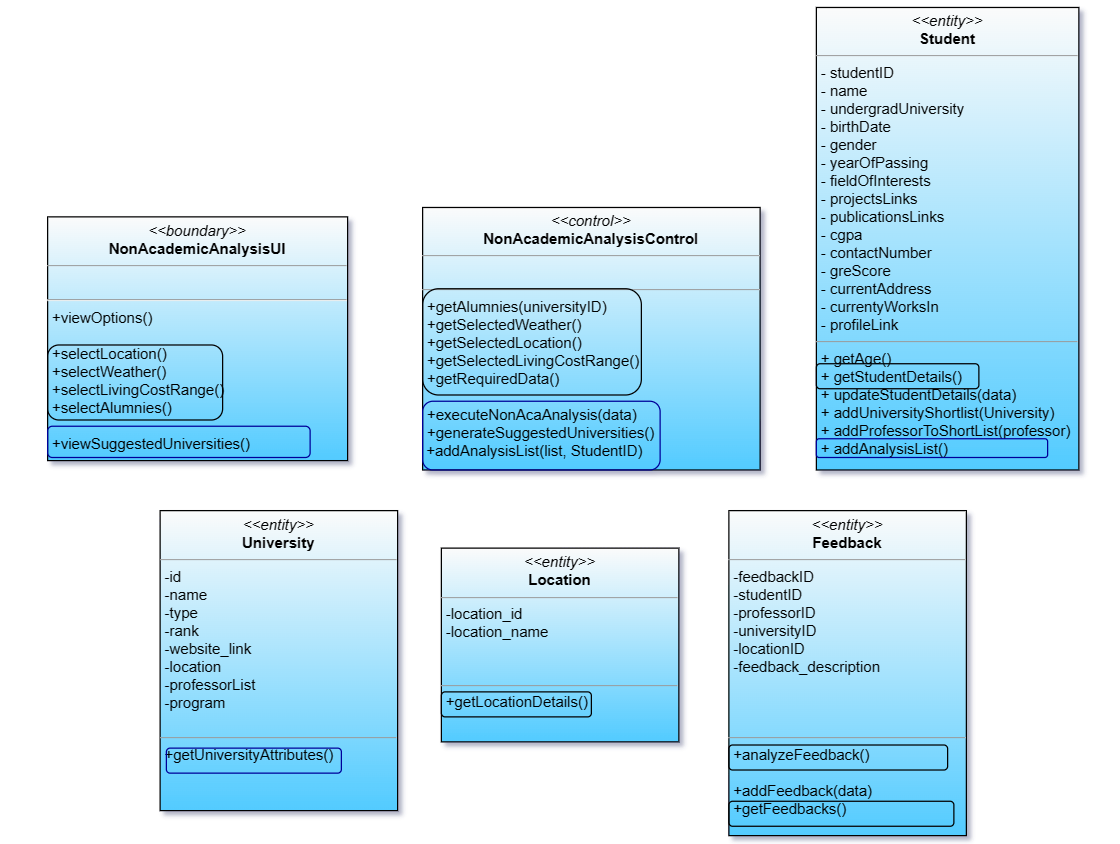 <<boundary>>
NonAcademicAnalysisUI
+viewOptions()
+selectLocation()
+selectWeather()
+selectLivingCostRange()
+selectAlumnies()
+viewSuggestedUniversities()
<<control>>
NonAcademicAnalysisControl
+getAlumnies(universityID)
+getSelectedWeather()
+getSelectedLocation()
+getSelectedLivingCostRange()
+getRequiredData()
+executeNonAcaAnalysis(data)
+generateSuggestedUniversities()
+addAnalysisList(list, StudentID)
<<entity>>
Student
- studentID
- name
- undergradUniversity
- birthDate
- gender
- yearOfPassing
- fieldOfInterests
- projectsLinks
- publicationsLinks
- cgpa
- contactNumber
- greScore
- currentAddress
- currentyWorksIn
- profileLink
+ getAge()
+ getStudentDetails()
+ updateStudentDetails(data)
+ addUniversityShortlist(University)
+ addProfessorToShortList(professor)
+ addAnalysisList()
<<entity>>
University
-id
-name
-type
-rank
-website_link
-location
-professorList
-program
+getUniversityAttributes()
<<entity>>
Location
-location_id
-location_name
+getLocationDetails()
<<entity>>
Feedback
-feedbackID
-studentID
-professorID
-universityID
-locationID
-feedback_description
+analyzeFeedback()
+addFeedback(data)
+getFeedbacks()